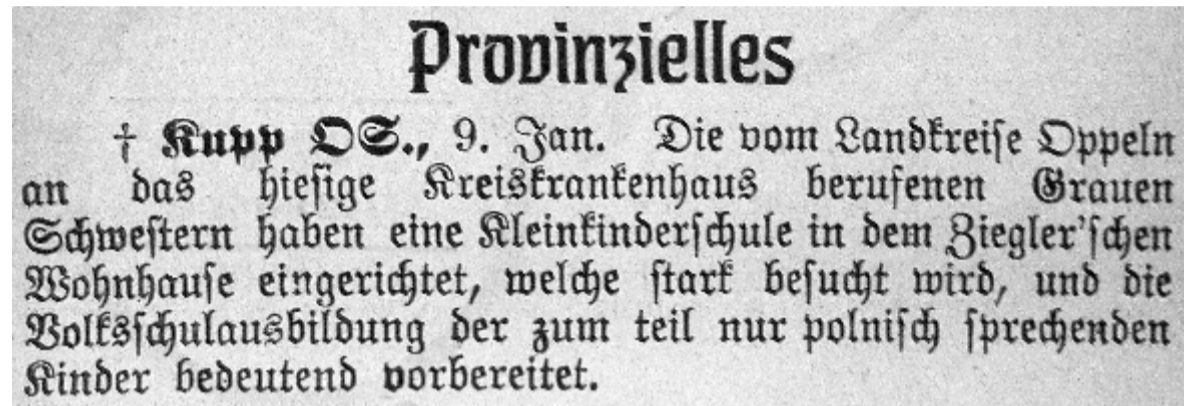 Provinzielles
† Kupp OS., 9. Jan. Die vom Landkreise Oppeln
an das hiesige Kreiskrankenhaus berufenen Grauen
Schwestern haben eine Kleinkinderschule in dem Ziegler'schen
Wohnhause eingerichtet, welche stark besucht wird, und die
Volksschulausbildung der zum teil nur polnisch sprechenden
Kinder bedeutend vorbereitet.